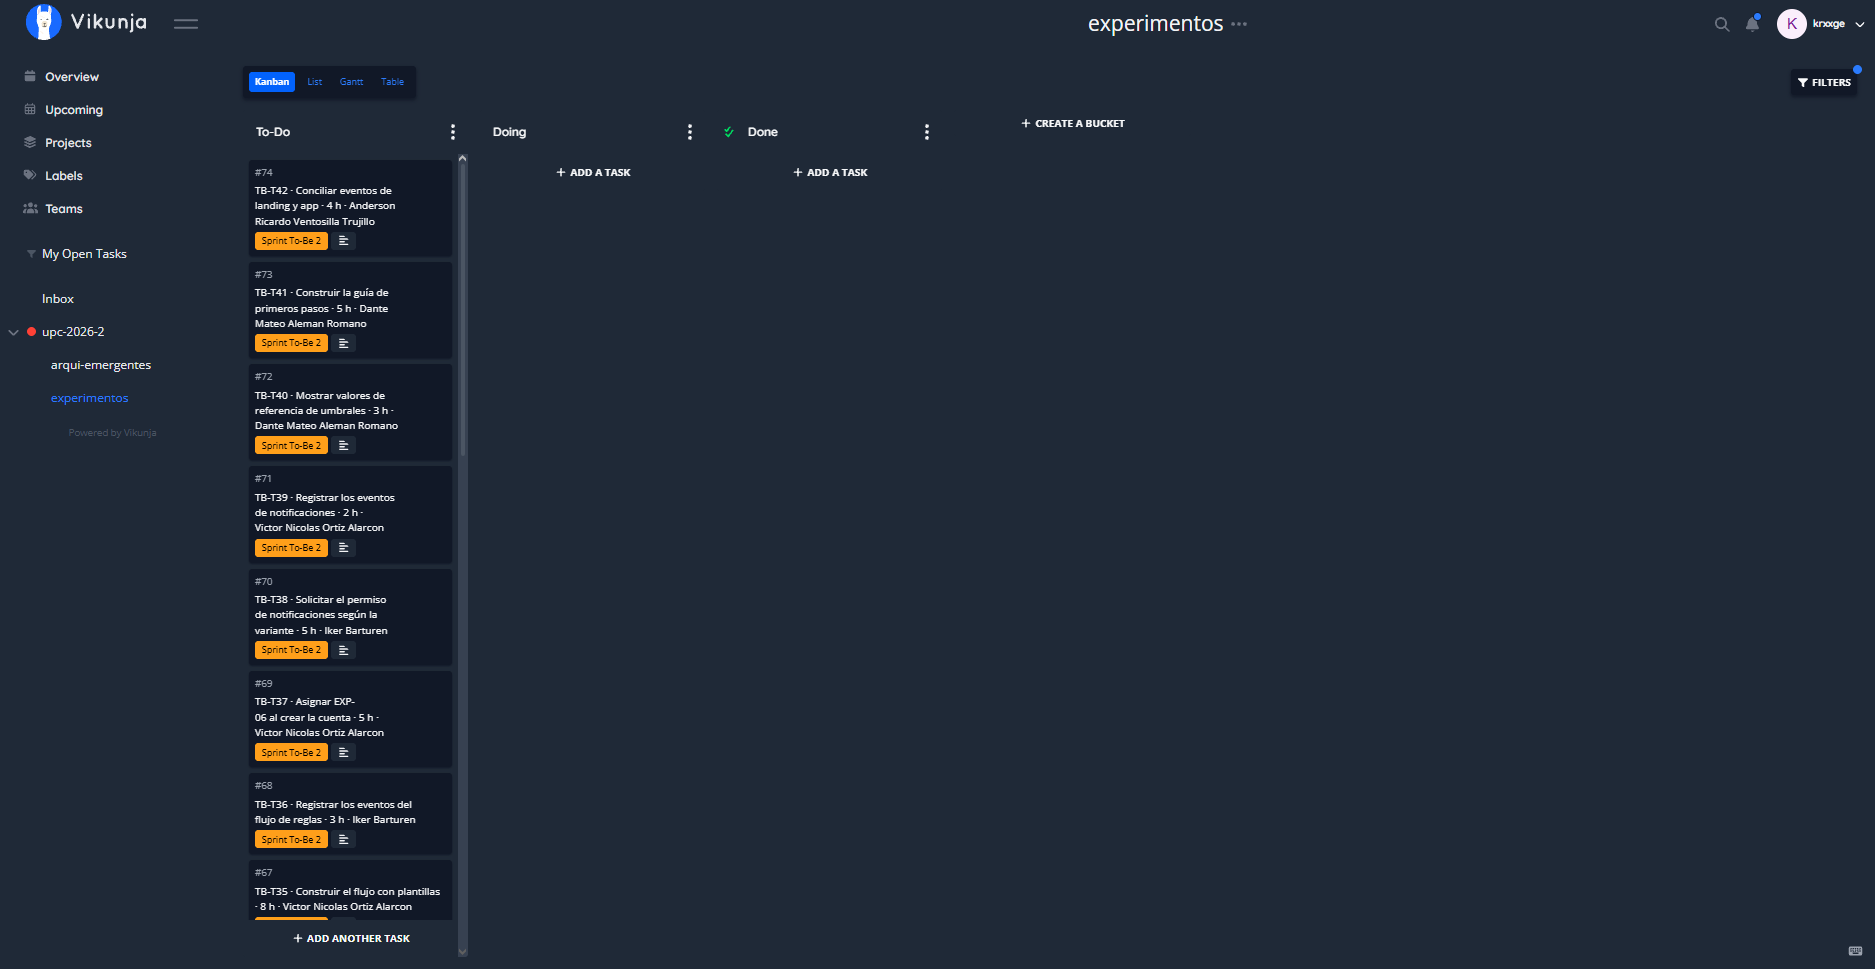 Vikunja
experimentos
krxxge
Overview
Upcoming
Projects
Labels
Teams
My Open Tasks
Inbox
upc-2026-2
arqui-emergentes
experimentos
Powered by Vikunja
Kanban
List
Gantt
Table
FILTERS
To-Do
#74
TB-T42 · Conciliar eventos de
landing y app · 4 h · Anderson
Ricardo Ventosilla Trujillo
Sprint To-Be 2
#73
TB-T41 · Construir la guía de
primeros pasos · 5 h · Dante
Mateo Aleman Romano
Sprint To-Be 2
#72
TB-T40 · Mostrar valores de
referencia de umbrales · 3 h ·
Dante Mateo Aleman Romano
Sprint To-Be 2
#71
TB-T39 · Registrar los eventos
de notificaciones · 2 h ·
Victor Nicolas Ortiz Alarcon
Sprint To-Be 2
#70
TB-T38 · Solicitar el permiso
de notificaciones según la
variante · 5 h · Iker Barturen
Sprint To-Be 2
#69
TB-T37 · Asignar EXP-
06 al crear la cuenta · 5 h ·
Victor Nicolas Ortiz Alarcon
Sprint To-Be 2
#68
TB-T36 · Registrar los eventos del
flujo de reglas · 3 h · Iker Barturen
Sprint To-Be 2
#67
TB-T35 · Construir el flujo con plantillas
· 8 h · Victor Nicolas Ortiz Alarcon
+ ADD ANOTHER TASK
Doing
+ ADD A TASK
Done
+ ADD A TASK
+ CREATE A BUCKET